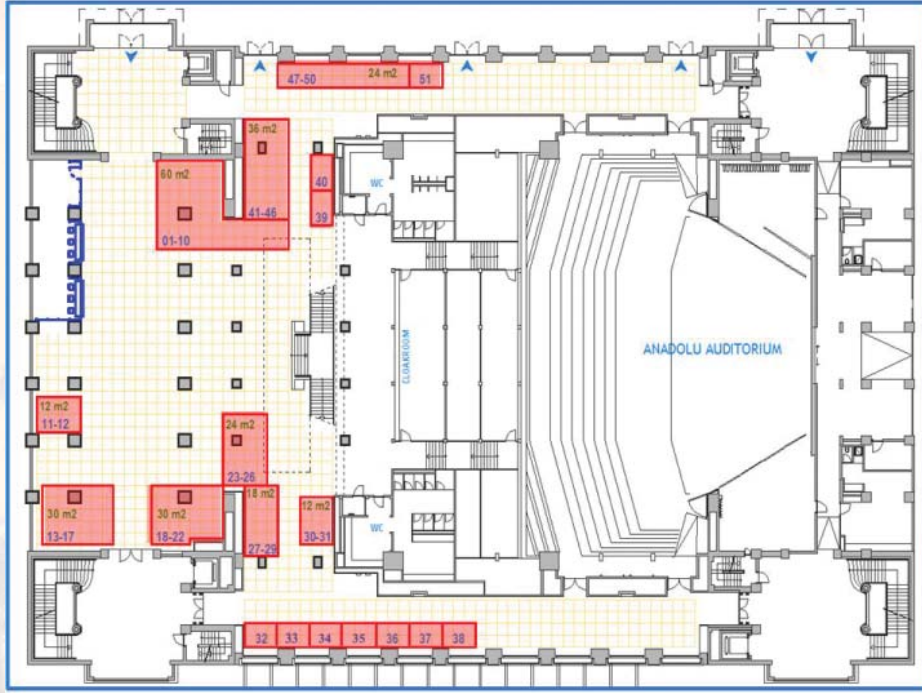 47-50
24 m2
51
36 m2
41-46
60 m2
01-10
40
39
WC
CLOAKROOM
ANADOLU AUDITORIUM
12 m2
11-12
24 m2
23-26
30 m2
13-17
30 m2
18-22
18 m2
27-29
12 m2
30-31
WC
32
33
34
35
36
37
38